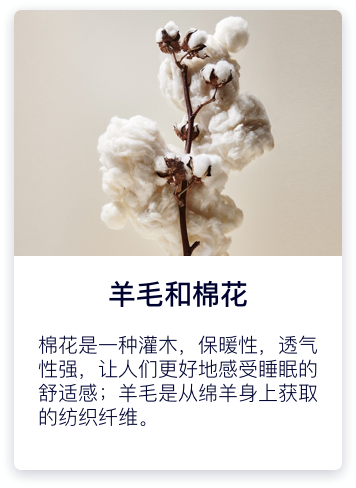 羊毛和棉花
棉花是一种灌木，保暖性，透气
性强，让人们更好地感受睡眠的
舒适感；羊毛是从绵羊身上获取
的纺织纤维。